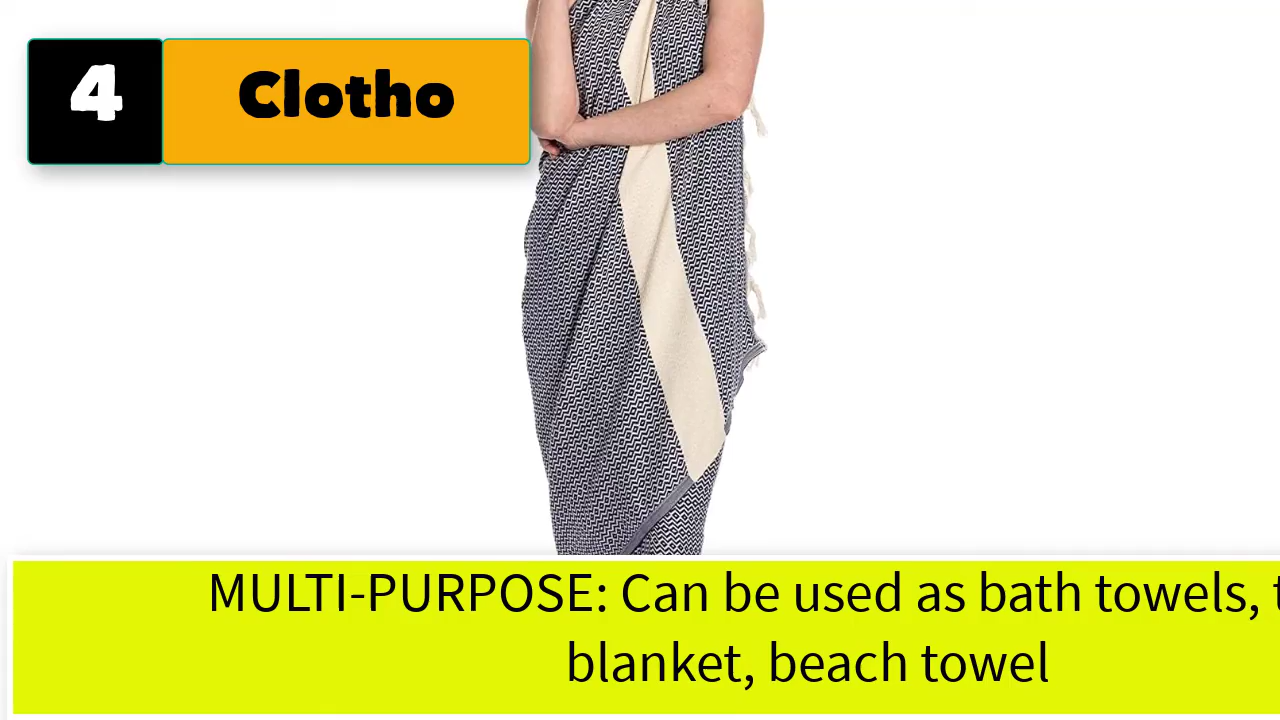 4
Clotho
MULTI-PURPOSE: Can be used as bath towels,
blanket, beach towel